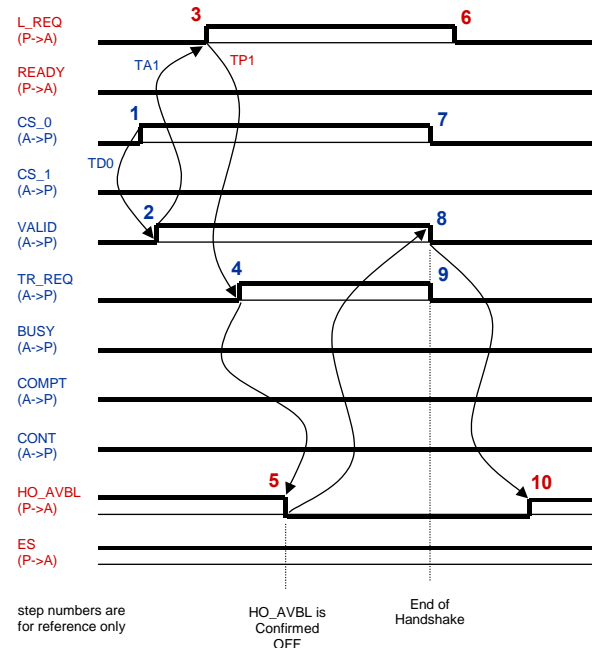 L_REQ
(P->A)
3
6
TA1
TP1
READY
(P->A)
CS_0
(A->P)
1
7
TD0
CS_1
(A->P)
VALID
(A->P)
2
8
TR_REQ
(A->P)
4
9
BUSY
(A->P)
COMPT
(A->P)
CONT
(A->P)
HO_AVBL
(P->A)
5
10
ES
(P->A)
step numbers are
for reference only
HO_AVBL is
Confirmed
OFF
End of
Handshake